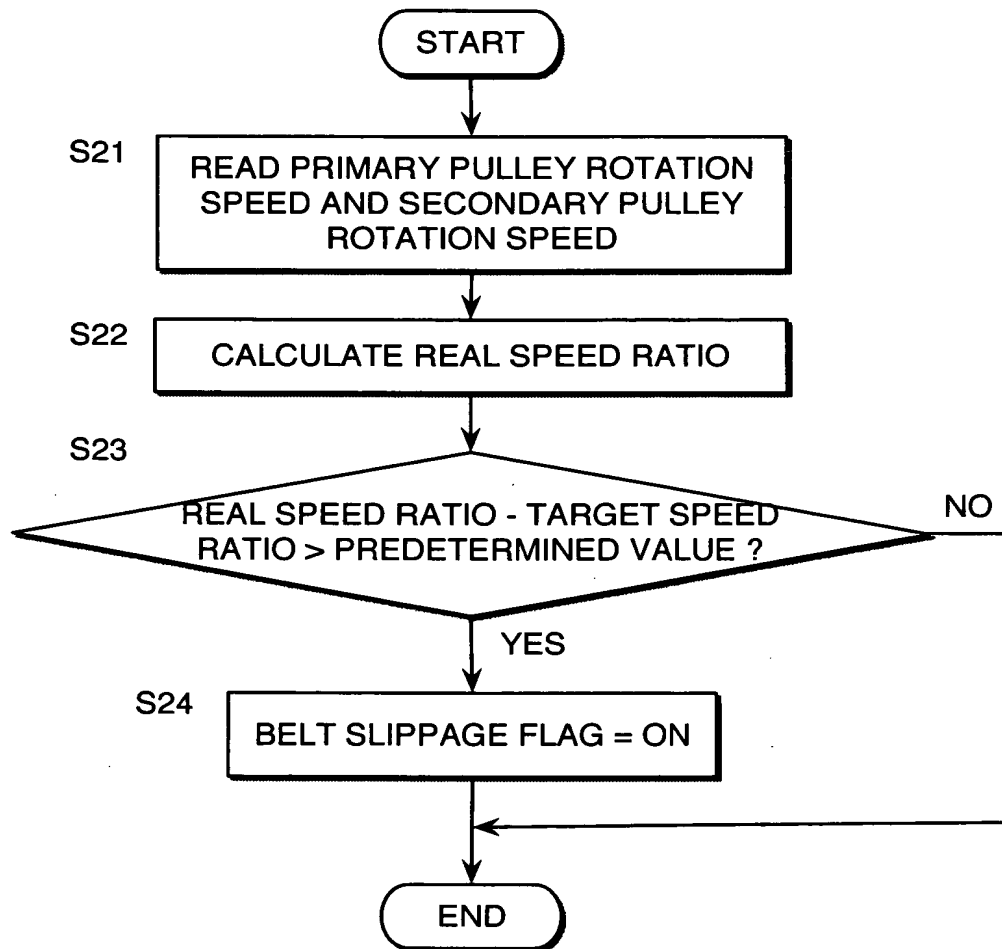 START
S21
READ PRIMARY PULLEY ROTATION
SPEED AND SECONDARY PULLEY
ROTATION SPEED
S22
CALCULATE REAL SPEED RATIO
S23
REAL SPEED RATIO - TARGET SPEED
RATIO > PREDETERMINED VALUE ?
NO
YES
S24
BELT SLIPPAGE FLAG = ON
END